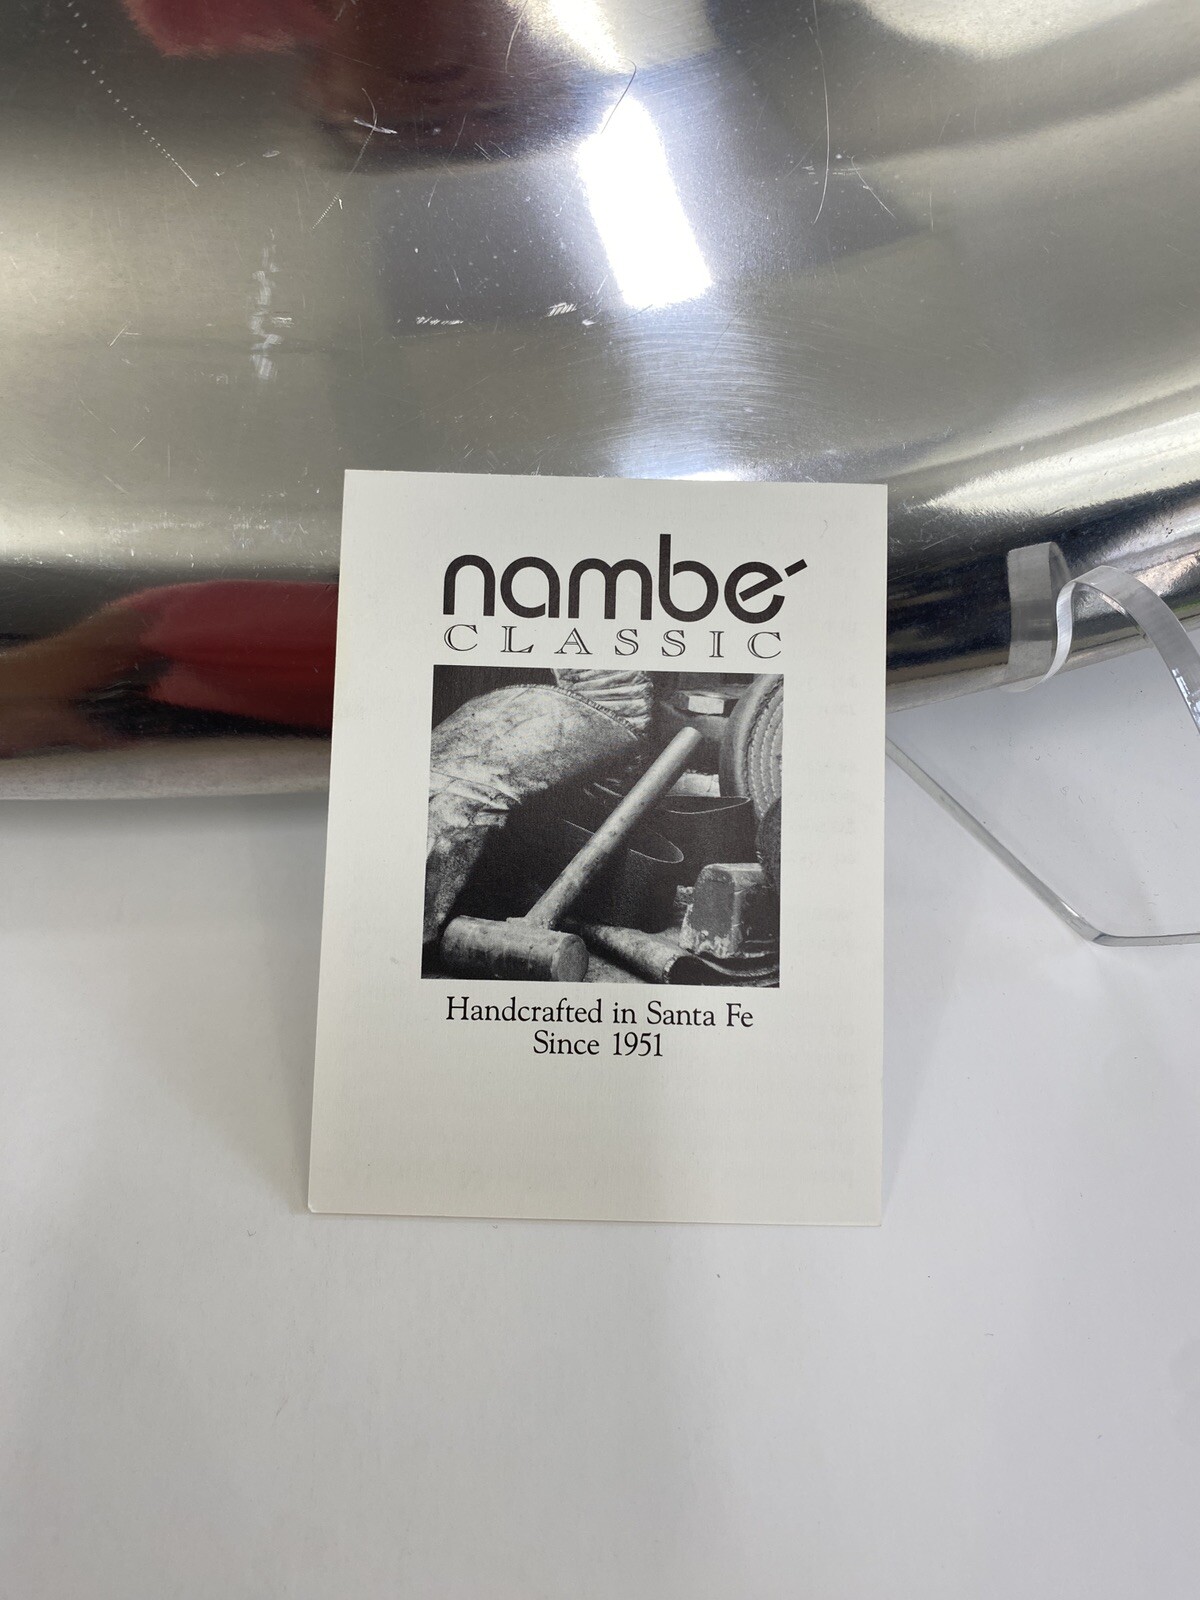 nambé
CLASSIC
Handcrafted in Santa Fe
Since 1951